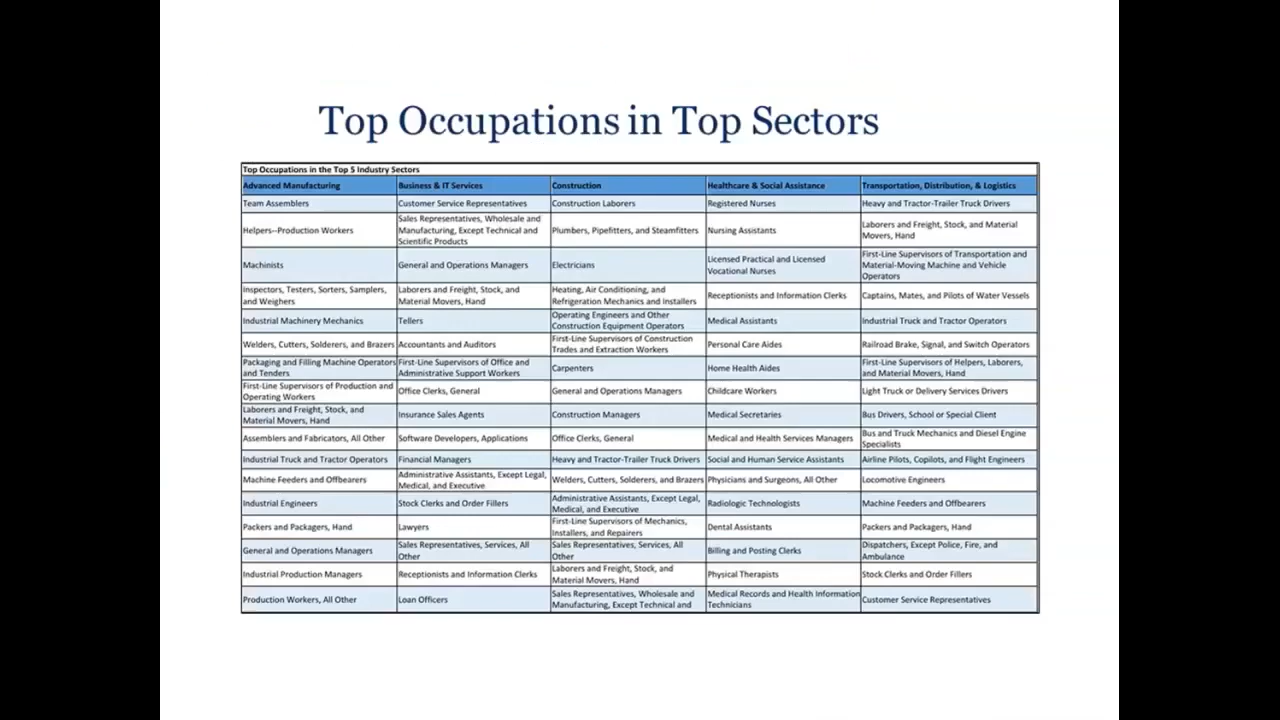 Top Occupations in Top Sectors
Top Occupations in the Top 5 Industry Sectors
Advanced Manufacturing Business & IT Services Construction Healthcare & Social Assistance Transportation, Distribution, & Logistics
Team Assemblers Customer Service Representatives Construction Laborers Registered Nurses Heavy and Tractor-Trailer Truck Drivers
Helpers--Production Workers
Sales Representatives, Wholesale and
Manufacturing, Except Technical and
Scientific Products
Plumbers, Pipefitters, and Steamfitters
Nursing Assistants
Laborers and Freight, Stock, and Material
Movers, Hand
Machinists
General and Operations Managers
Electricians
Licensed Practical and Licensed
Vocational Nurses
First-Line Supervisors of Transportation and
Material-Moving Machine and Vehicle
Operators
Inspectors, Testers, Sorters, Samplers,
and Weighers
Laborers and Freight, Stock, and
Material Movers, Hand
Heating, Air Conditioning, and
Refrigeration Mechanics and Installers
Receptionists and Information Clerks
Captains, Mates, and Pilots of Water Vessels
Industrial Machinery Mechanics
Tellers
Operating Engineers and Other
Construction Equipment Operators
Medical Assistants
Industrial Truck and Tractor Operators
Welders, Cutters, Solderers, and Brazers
Accountants and Auditors
First-Line Supervisors of Construction
Trades and Extraction Workers
Personal Care Aides
Railroad Brake, Signal, and Switch Operators
Packaging and Filling Machine Operators
and Tenders
First-Line Supervisors of Office and
Administrative Support Workers
Carpenters
Home Health Aides
First-Line Supervisors of Helpers, Laborers,
and Material Movers, Hand
First-Line Supervisors of Production and
Operating Workers
Office Clerks, General
General and Operations Managers
Childcare Workers
Light Truck or Delivery Services Drivers
Laborers and Freight, Stock, and
Material Movers, Hand
Insurance Sales Agents
Construction Managers
Medical Secretaries
Bus Drivers, School or Special Client
Assemblers and Fabricators, All Other
Software Developers, Applications
Office Clerks, General
Medical and Health Services Managers
Bus and Truck Mechanics and Diesel Engine
Specialists
Industrial Truck and Tractor Operators
Financial Managers
Heavy and Tractor-Trailer Truck Drivers
Social and Human Service Assistants
Airline Pilots, Copilots, and Flight Engineers
Machine Feeders and Offbearers
Administrative Assistants, Except Legal,
Medical, and Executive
Welders, Cutters, Solderers, and Brazers
Physicians and Surgeons, All Other
Locomotive Engineers
Industrial Engineers
Stock Clerks and Order Fillers
Administrative Assistants, Except Legal,
Medical, and Executive
Radiologic Technologists
Machine Feeders and Offbearers
Packers and Packagers, Hand
Lawyers
First-Line Supervisors of Mechanics,
Installers, and Repairers
Dental Assistants
Packers and Packagers, Hand
General and Operations Managers
Sales Representatives, Services, All
Other
Sales Representatives, Services, All
Other
Billing and Posting Clerks
Dispatchers, Except Police, Fire, and
Ambulance
Industrial Production Managers
Receptionists and Information Clerks
Laborers and Freight, Stock, and
Material Movers, Hand
Physical Therapists
Stock Clerks and Order Fillers
Production Workers, All Other
Loan Officers
Sales Representatives, Wholesale and
Manufacturing, Except Technical and
Medical Records and Health Information
Technicians
Customer Service Representatives